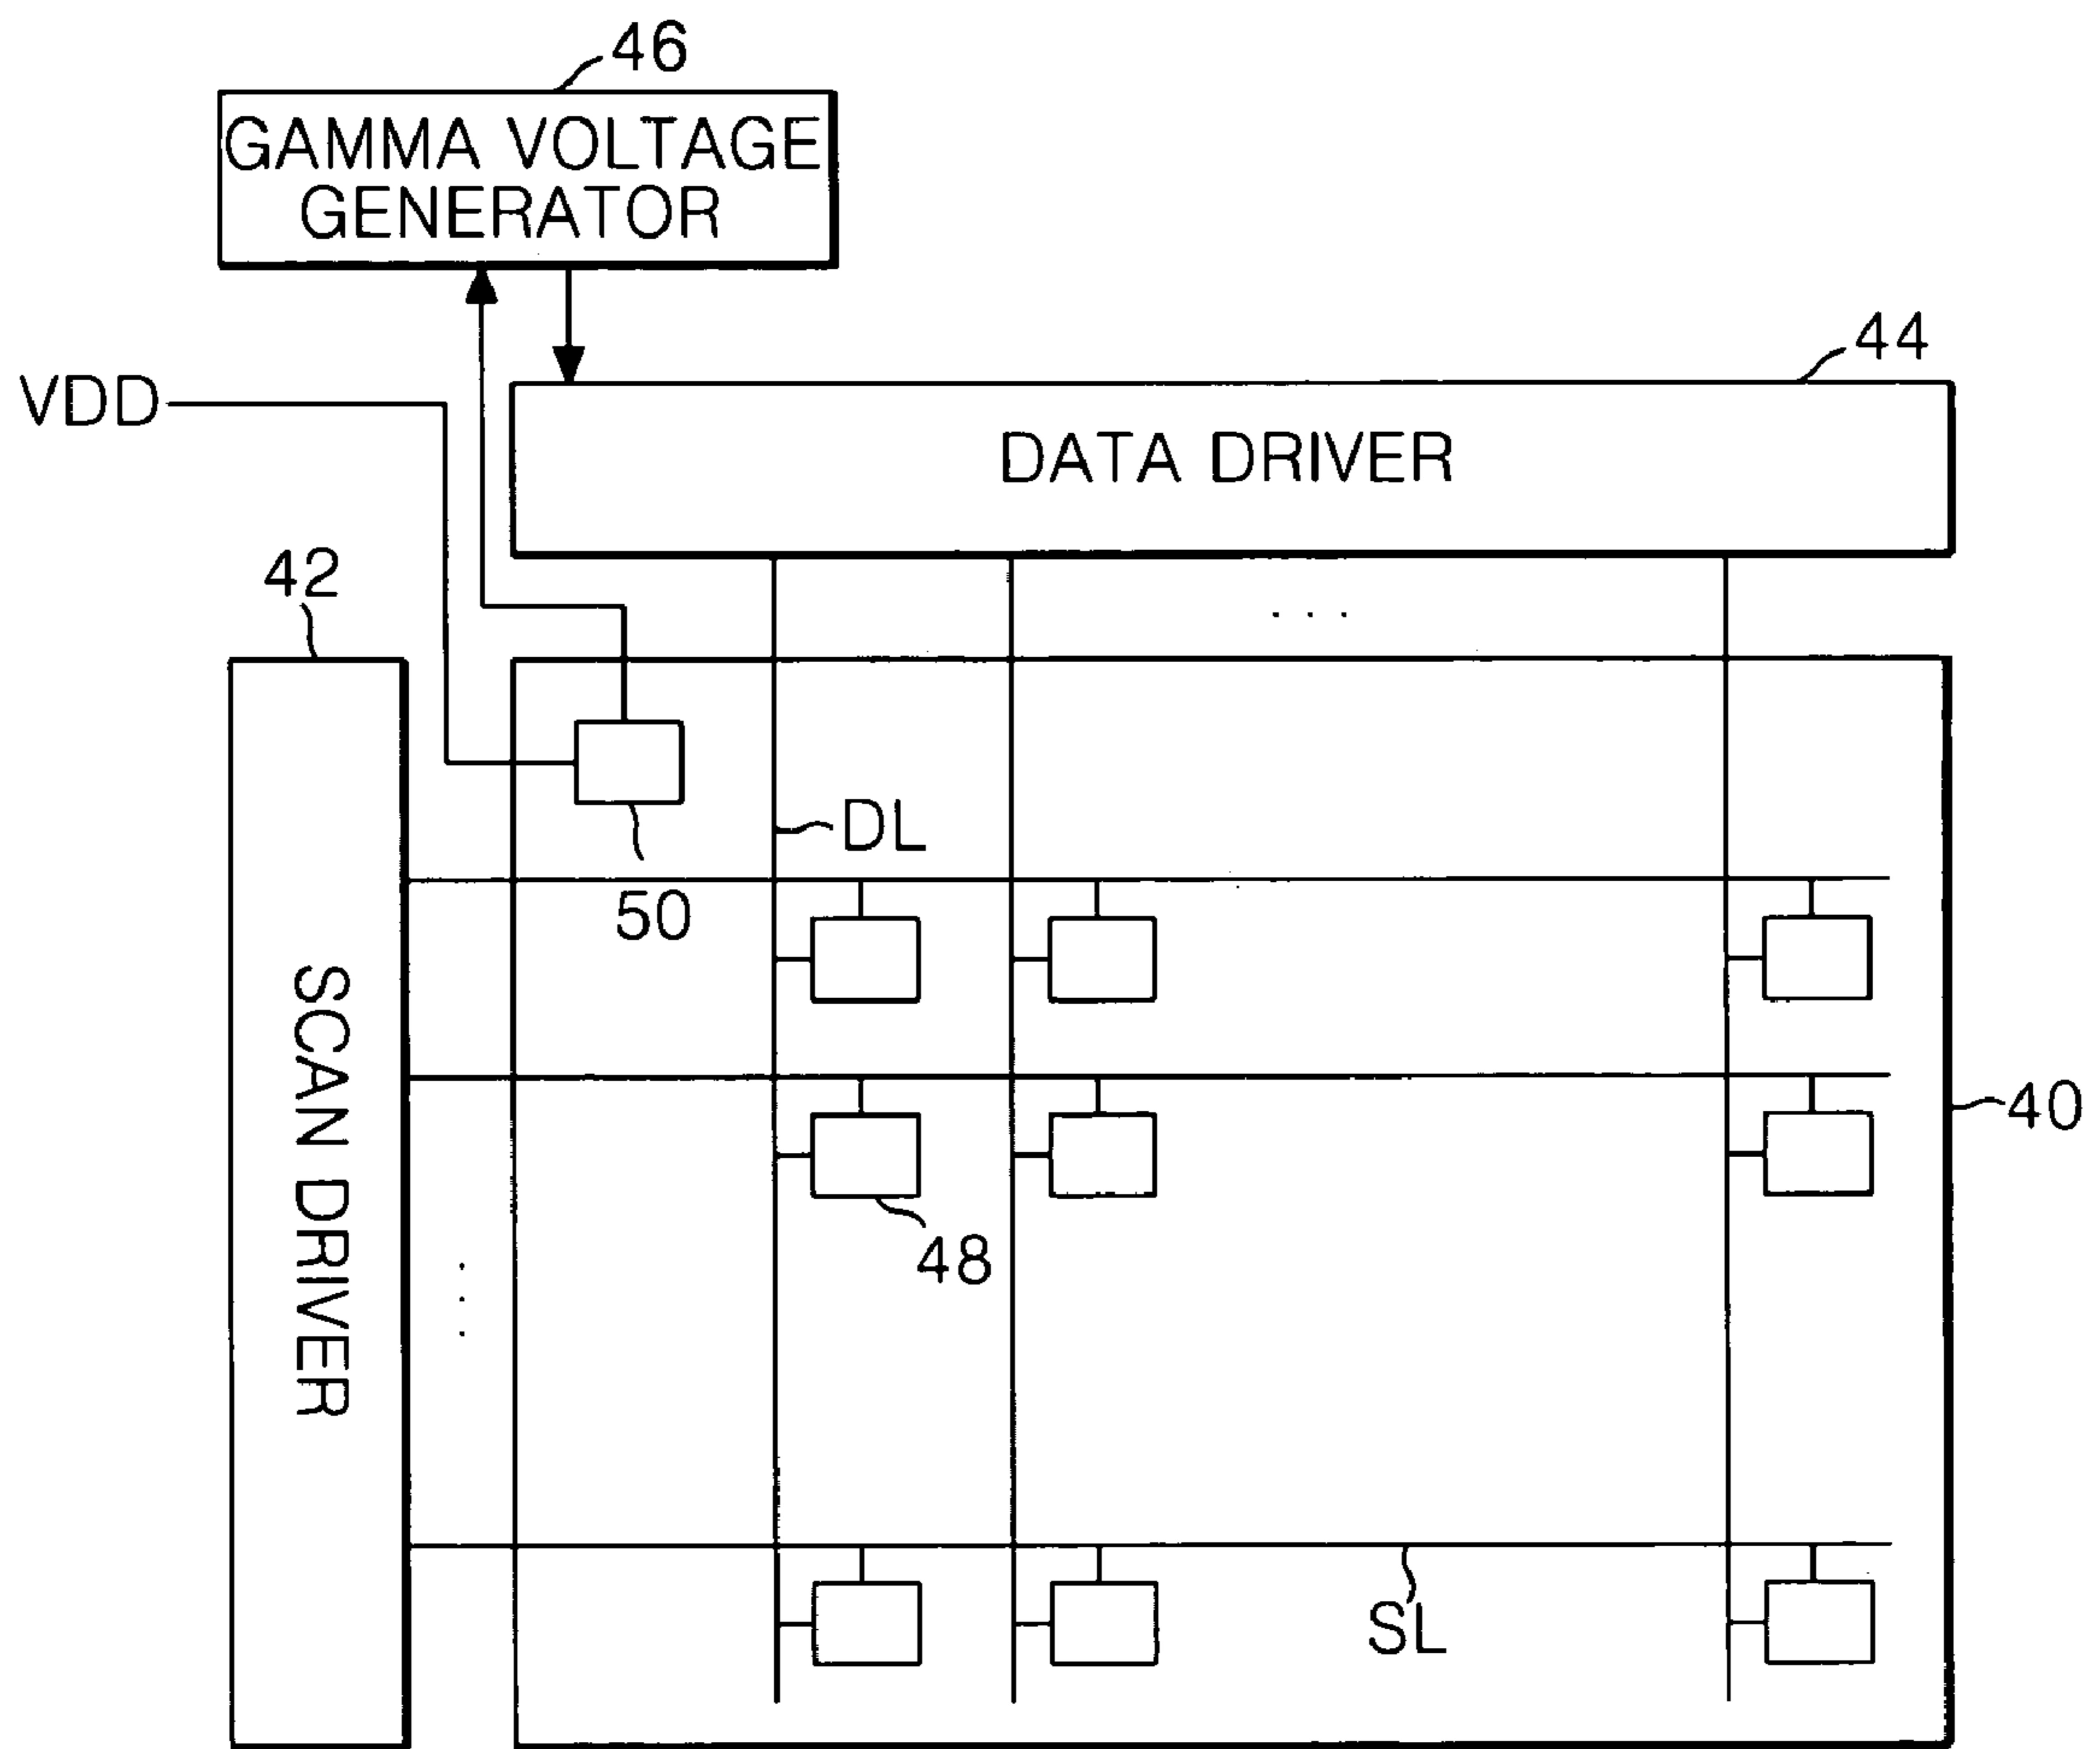 46
GAMMA VOLTAGE
GENERATOR
44
VDD
DATA DRIVER
42
. . .
DL
50
SCAN DRIVER
40
48
. . .
SL